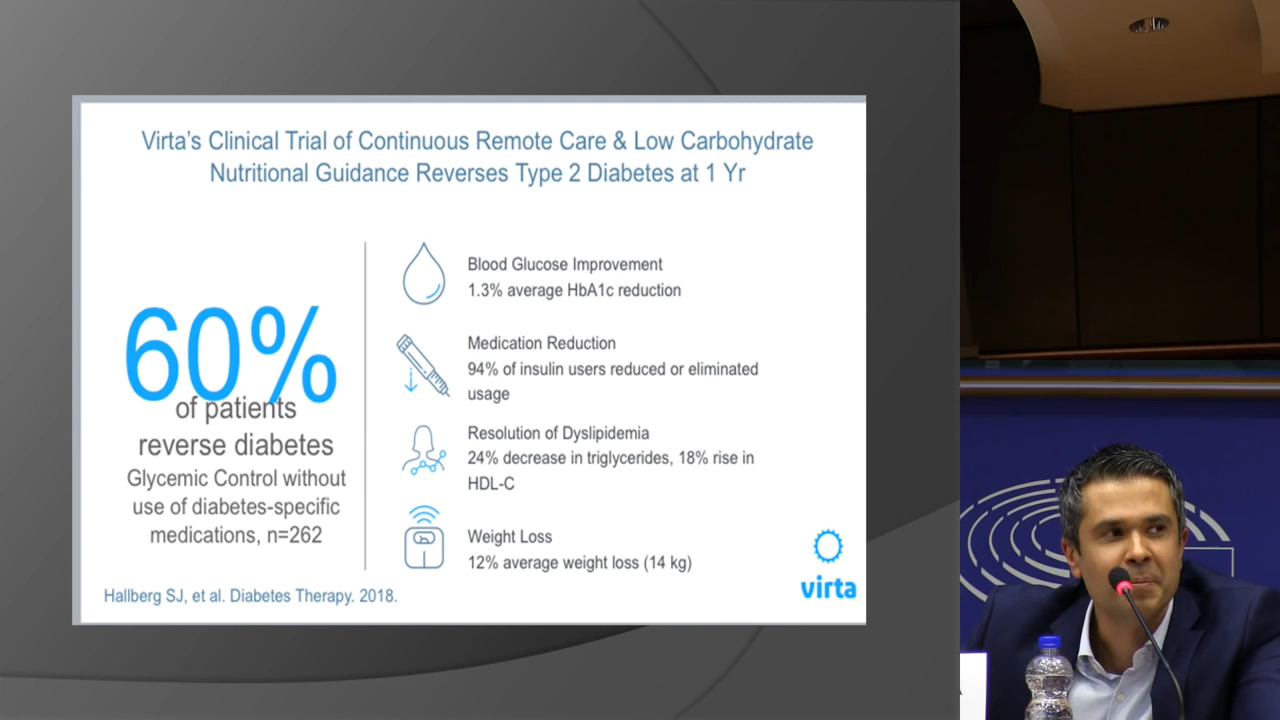 Virta's Clinical Trial of Continuous Remote Care & Low Carbohydrate
Nutritional Guidance Reverses Type 2 Diabetes at 1 Yr
60%
of patients
reverse diabetes
Glycemic Control without
use of diabetes-specific
medications, n=262
Blood Glucose Improvement
1.3% average HbA1c reduction
Medication Reduction
94% of insulin users reduced or eliminated
usage
Resolution of Dyslipidemia
24% decrease in triglycerides, 18% rise in
HDL-C
Weight Loss
12% average weight loss (14 kg)
Hallberg SJ, et al. Diabetes Therapy. 2018.
virta